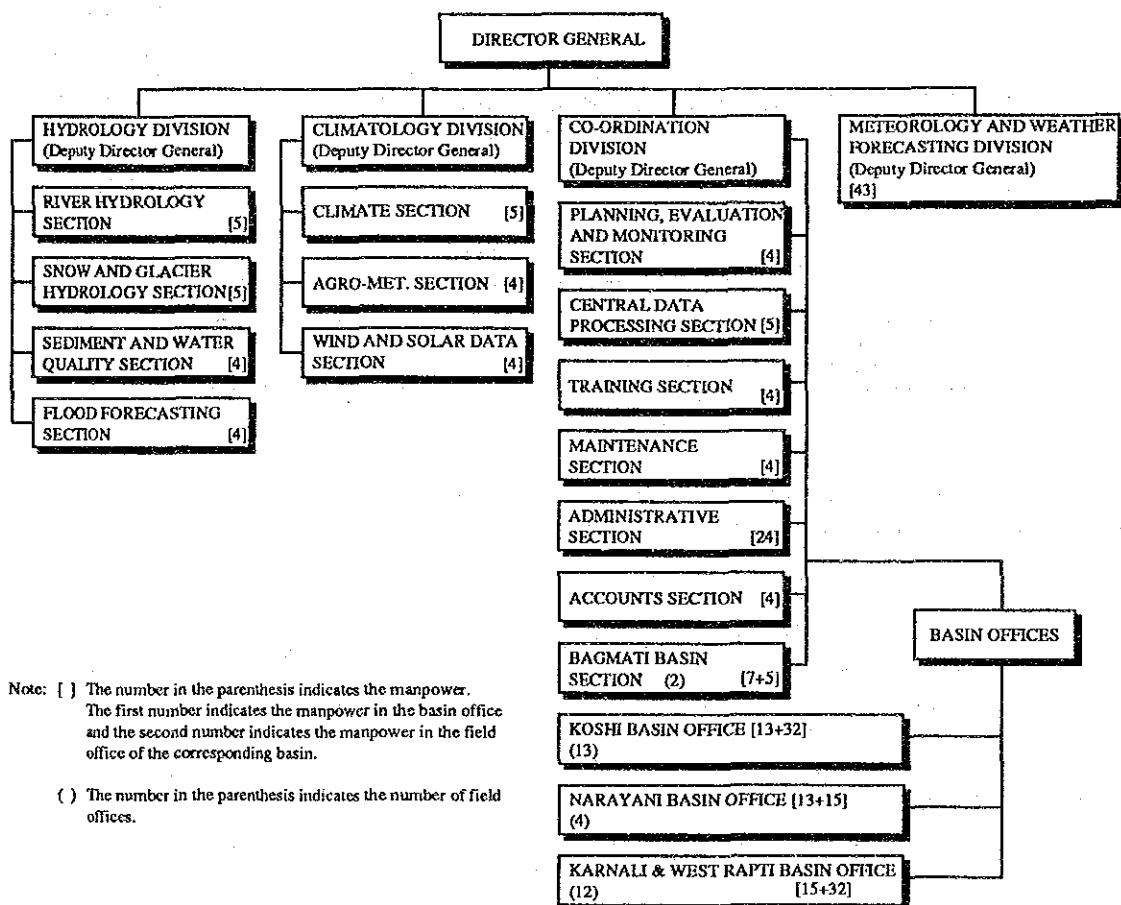 DIRECTOR GENERAL
HYDROLOGY DIVISION
(Deputy Director General)
RIVER HYDROLOGY
SECTION [5]
SNOW AND GLACIER
HYDROLOGY SECTION[5]
SEDIMENT AND WATER
QUALITY SECTION [4]
FLOOD FORECASTING
SECTION [4]
CLIMATOLOGY DIVISION
(Deputy Director General)
CLIMATE SECTION [5]
AGRO-MET. SECTION [4]
WIND AND SOLAR DATA
SECTION [4]
CO-ORDINATION
DIVISION
(Deputy Director General)
PLANNING, EVALUATION
AND MONITORING
SECTION [4]
CENTRAL DATA
PROCESSING SECTION [5]
TRAINING SECTION [4]
MAINTENANCE
SECTION [4]
ADMINISTRATIVE
SECTION [24]
ACCOUNTS SECTION [4]
BAGMATI BASIN
SECTION (2) [7+5]
METEOROLOGY AND WEATHER
FORECASTING DIVISION
(Deputy Director General)
[43]
BASIN OFFICES
KOSHI BASIN OFFICE [13+32]
(13)
NARAYANI BASIN OFFICE [13+15]
(4)
KARNALI & WEST RAPTI BASIN OFFICE
(12) [15+32]
Note: [ ] The number in the parenthesis indicates the manpower.
The first number indicates the manpower in the basin office
and the second number indicates the manpower in the field
office of the corresponding basin.
( ) The number in the parenthesis indicates the number of field
offices.